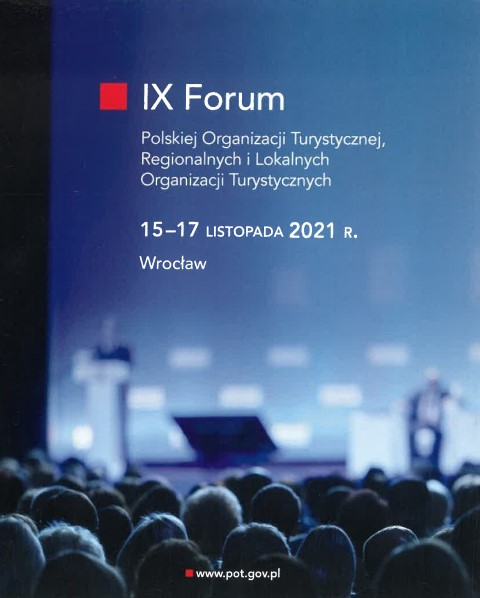 IX Forum
Polskiej Organizacji Turystycznej,
Regionalnych i Lokalnych
Organizacji Turystycznych
15–17 LISTOPADA 2021 R.
Wrocław
www.pot.gov.pl